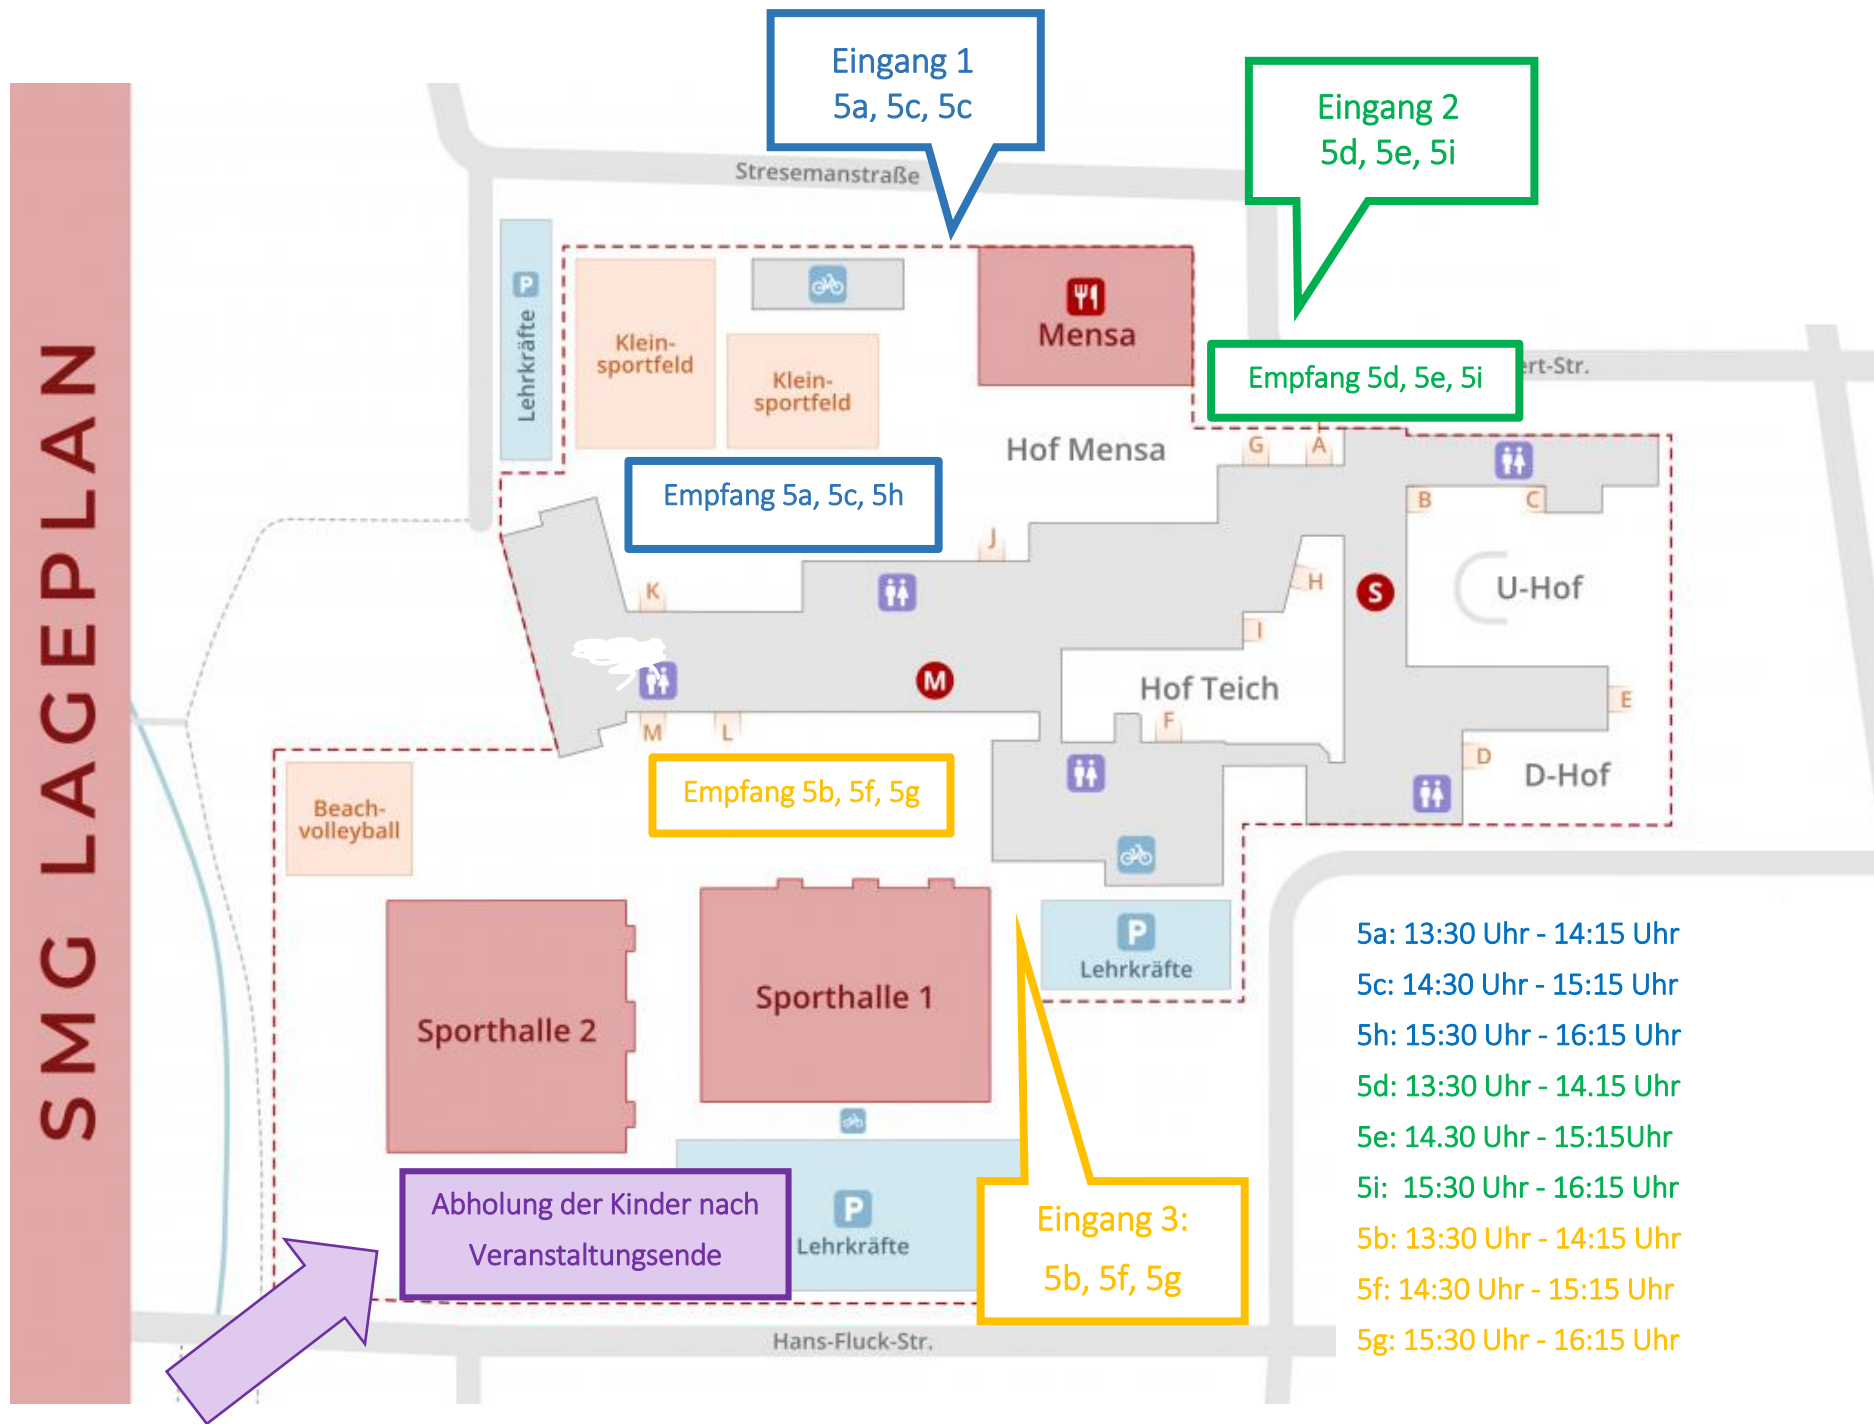 SMG LAGEPLAN
Eingang 1
5a, 5c, 5c
Eingang 2
5d, 5e, 5i
Stresemanstraße
P
Lehrkräfte
Klein-
sportfeld
Klein-
sportfeld
Mensa
Empfang 5d, 5e, 5i
ert-Str.
Hof Mensa
G
A
B
C
Empfang 5a, 5c, 5h
J
K
H
S
U-Hof
I
M
Hof Teich
E
M
L
F
D
D-Hof
Empfang 5b, 5f, 5g
Beach-
volleyball
P
Lehrkräfte
Sporthalle 1
Sporthalle 2
5a: 13:30 Uhr - 14:15 Uhr
5c: 14:30 Uhr - 15:15 Uhr
5h: 15:30 Uhr - 16:15 Uhr
5d: 13:30 Uhr - 14.15 Uhr
5e: 14.30 Uhr - 15:15Uhr
5i: 15:30 Uhr - 16:15 Uhr
5b: 13:30 Uhr - 14:15 Uhr
5f: 14:30 Uhr - 15:15 Uhr
5g: 15:30 Uhr - 16:15 Uhr
Abholung der Kinder nach
Veranstaltungsende
P
Lehrkräfte
Eingang 3:
5b, 5f, 5g
Hans-Fluck-Str.